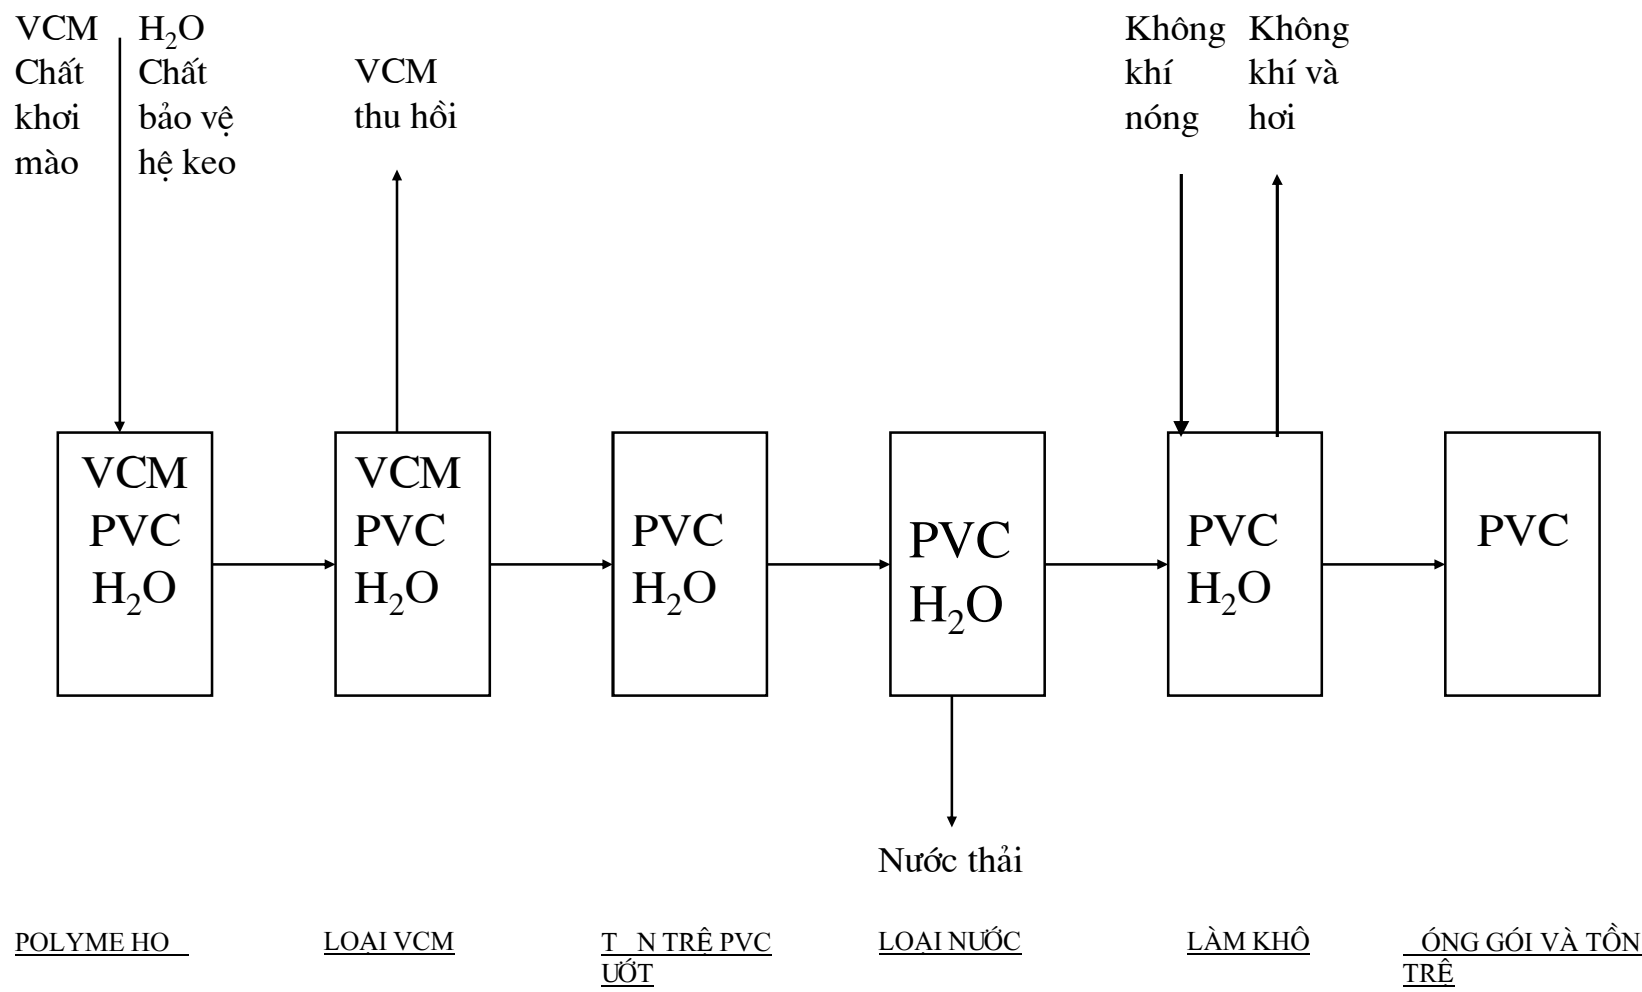 VCM
Chất
khơi
mào
H₂O
Chất
bảo vệ
hệ keo
VCM
thu hồi
Không
khí
nóng
Không
khí và
hơi
VCM
PVC
H₂O
VCM
PVC
H₂O
PVC
H₂O
PVC
H₂O
PVC
H₂O
PVC
Nước thải
POLYME HO
LOẠI VCM
T N TRỆ PVC
ƯỚT
LOẠI NƯỚC
LÀM KHÔ
ÓNG GÓI VÀ TỒN
TRỆ